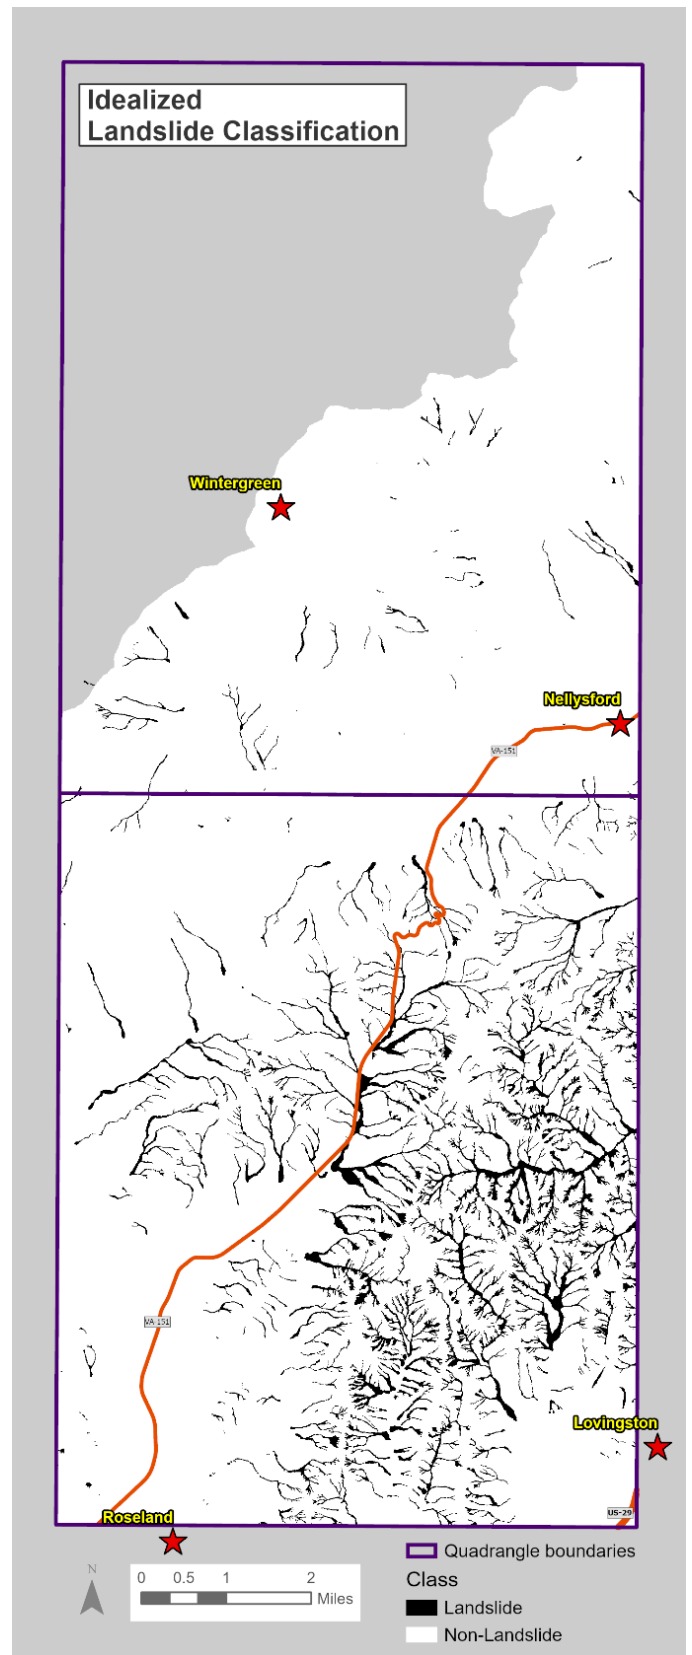 Idealized
Landslide Classification
Wintergreen
Nellysford
VA-151
VA-151
Lovingston
US-29
Roseland
N
0 0.5 1 2
Miles
Quadrangle boundaries
Class
Landslide
Non-Landslide